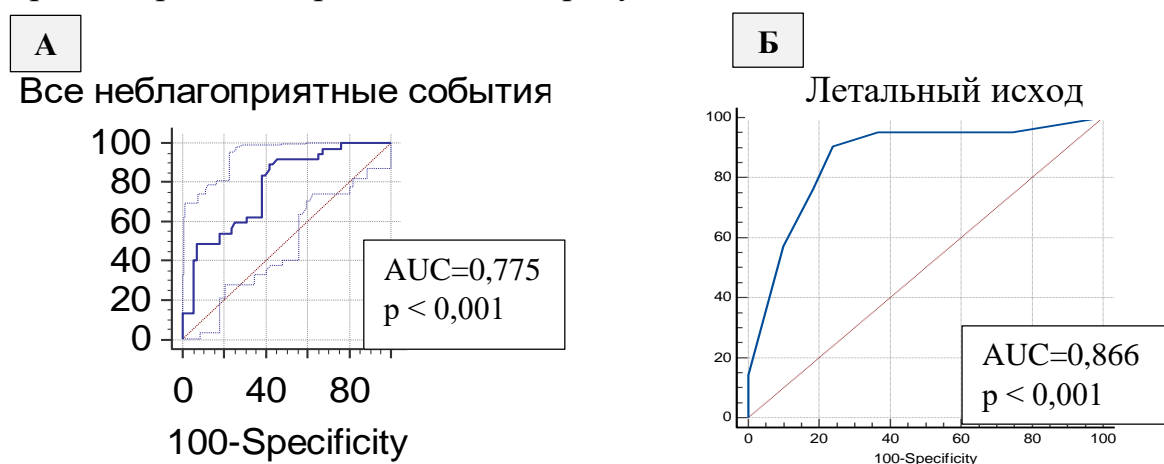 А
Все неблагоприятные события
100
80
60
40
20
0
0 40 80
100-Specificity
AUC=0,775
p < 0,001
Б
Летальный исход
100
80
60
40
20
0
0 20 40 60 80 100
100-Specificity
AUC=0,866
p < 0,001